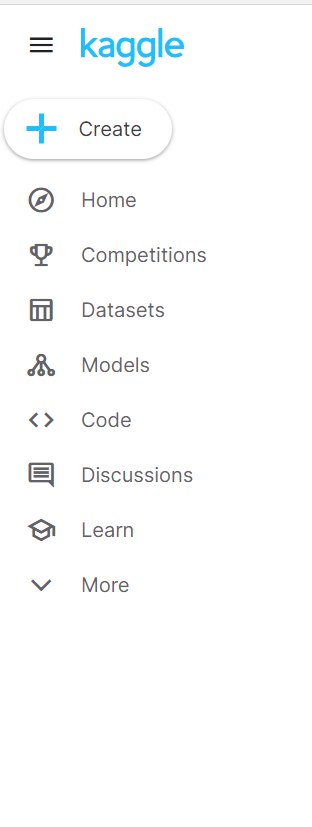 kaggle
Create
Home
Competitions
Datasets
Models
Code
Discussions
Learn
More